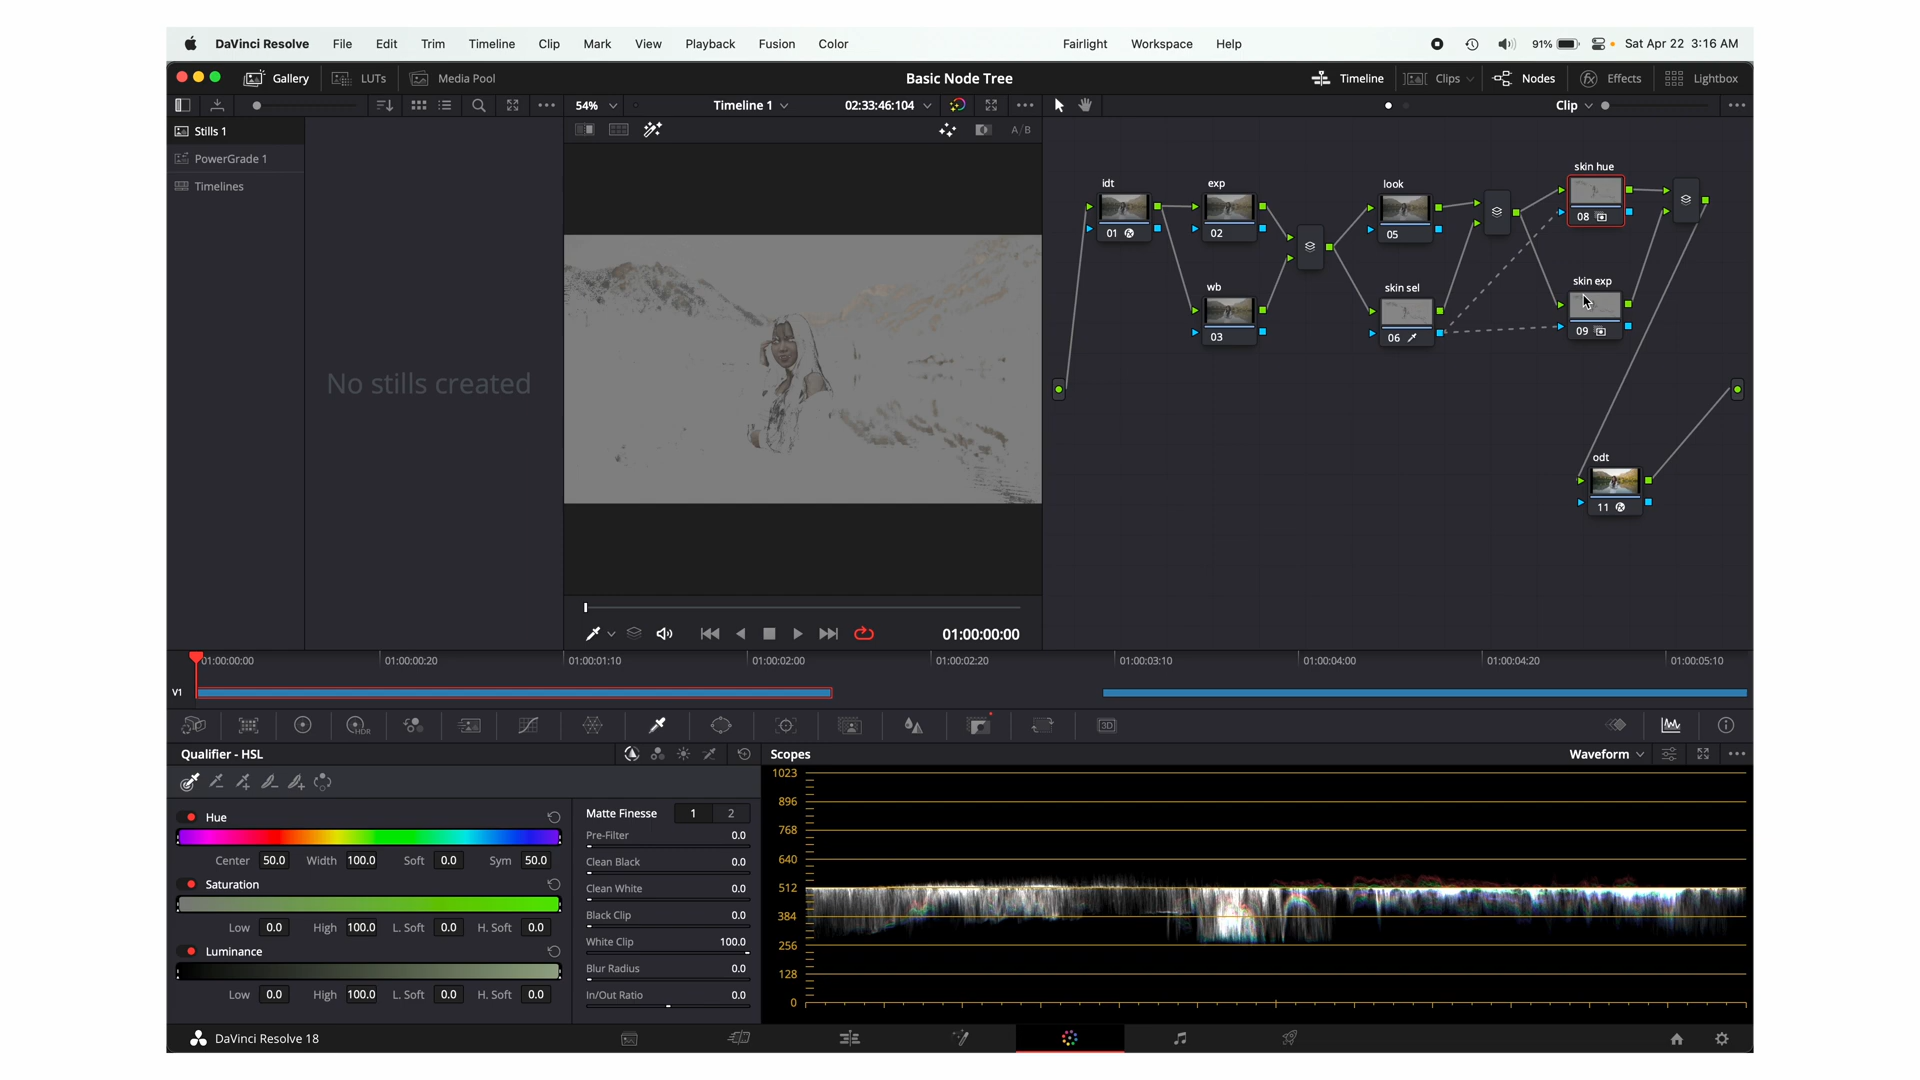 DaVinci Resolve File Edit Trim Timeline Clip Mark View Playback Fusion Color Fairlight Workspace Help 91% Sat Apr 22 3:16 AM
Gallery LUTs Media Pool Basic Node Tree Timeline Clips Nodes Effects Lightbox
54% Timeline 1 02:33:46:104 Clip
Stills 1
A/B
PowerGrade 1
Timelines
No stills created
skin hue
idt exp look
08
01 02 05
wb skin sel skin exp
03 06 09
odt
11
01:00:00:00
01:00:00:00 01:00:00:20 01:00:01:10 01:00:02:00 01:00:02:20 01:00:03:10 01:00:04:00 01:00:04:20 01:00:05:10
V1
HDR 3D
Qualifier - HSL Scopes Waveform
Hue
Center 50.0 Width 100.0 Soft 0.0 Sym 50.0
Saturation
Low 0.0 High 100.0 L. Soft 0.0 H. Soft 0.0
Luminance
Low 0.0 High 100.0 L. Soft 0.0 H. Soft 0.0
Matte Finesse 1 2
Pre-Filter 0.0
Clean Black 0.0
Clean White 0.0
Black Clip 0.0
White Clip 100.0
Blur Radius 0.0
In/Out Ratio 0.0
1023
896
768
640
512
384
256
128
0
DaVinci Resolve 18